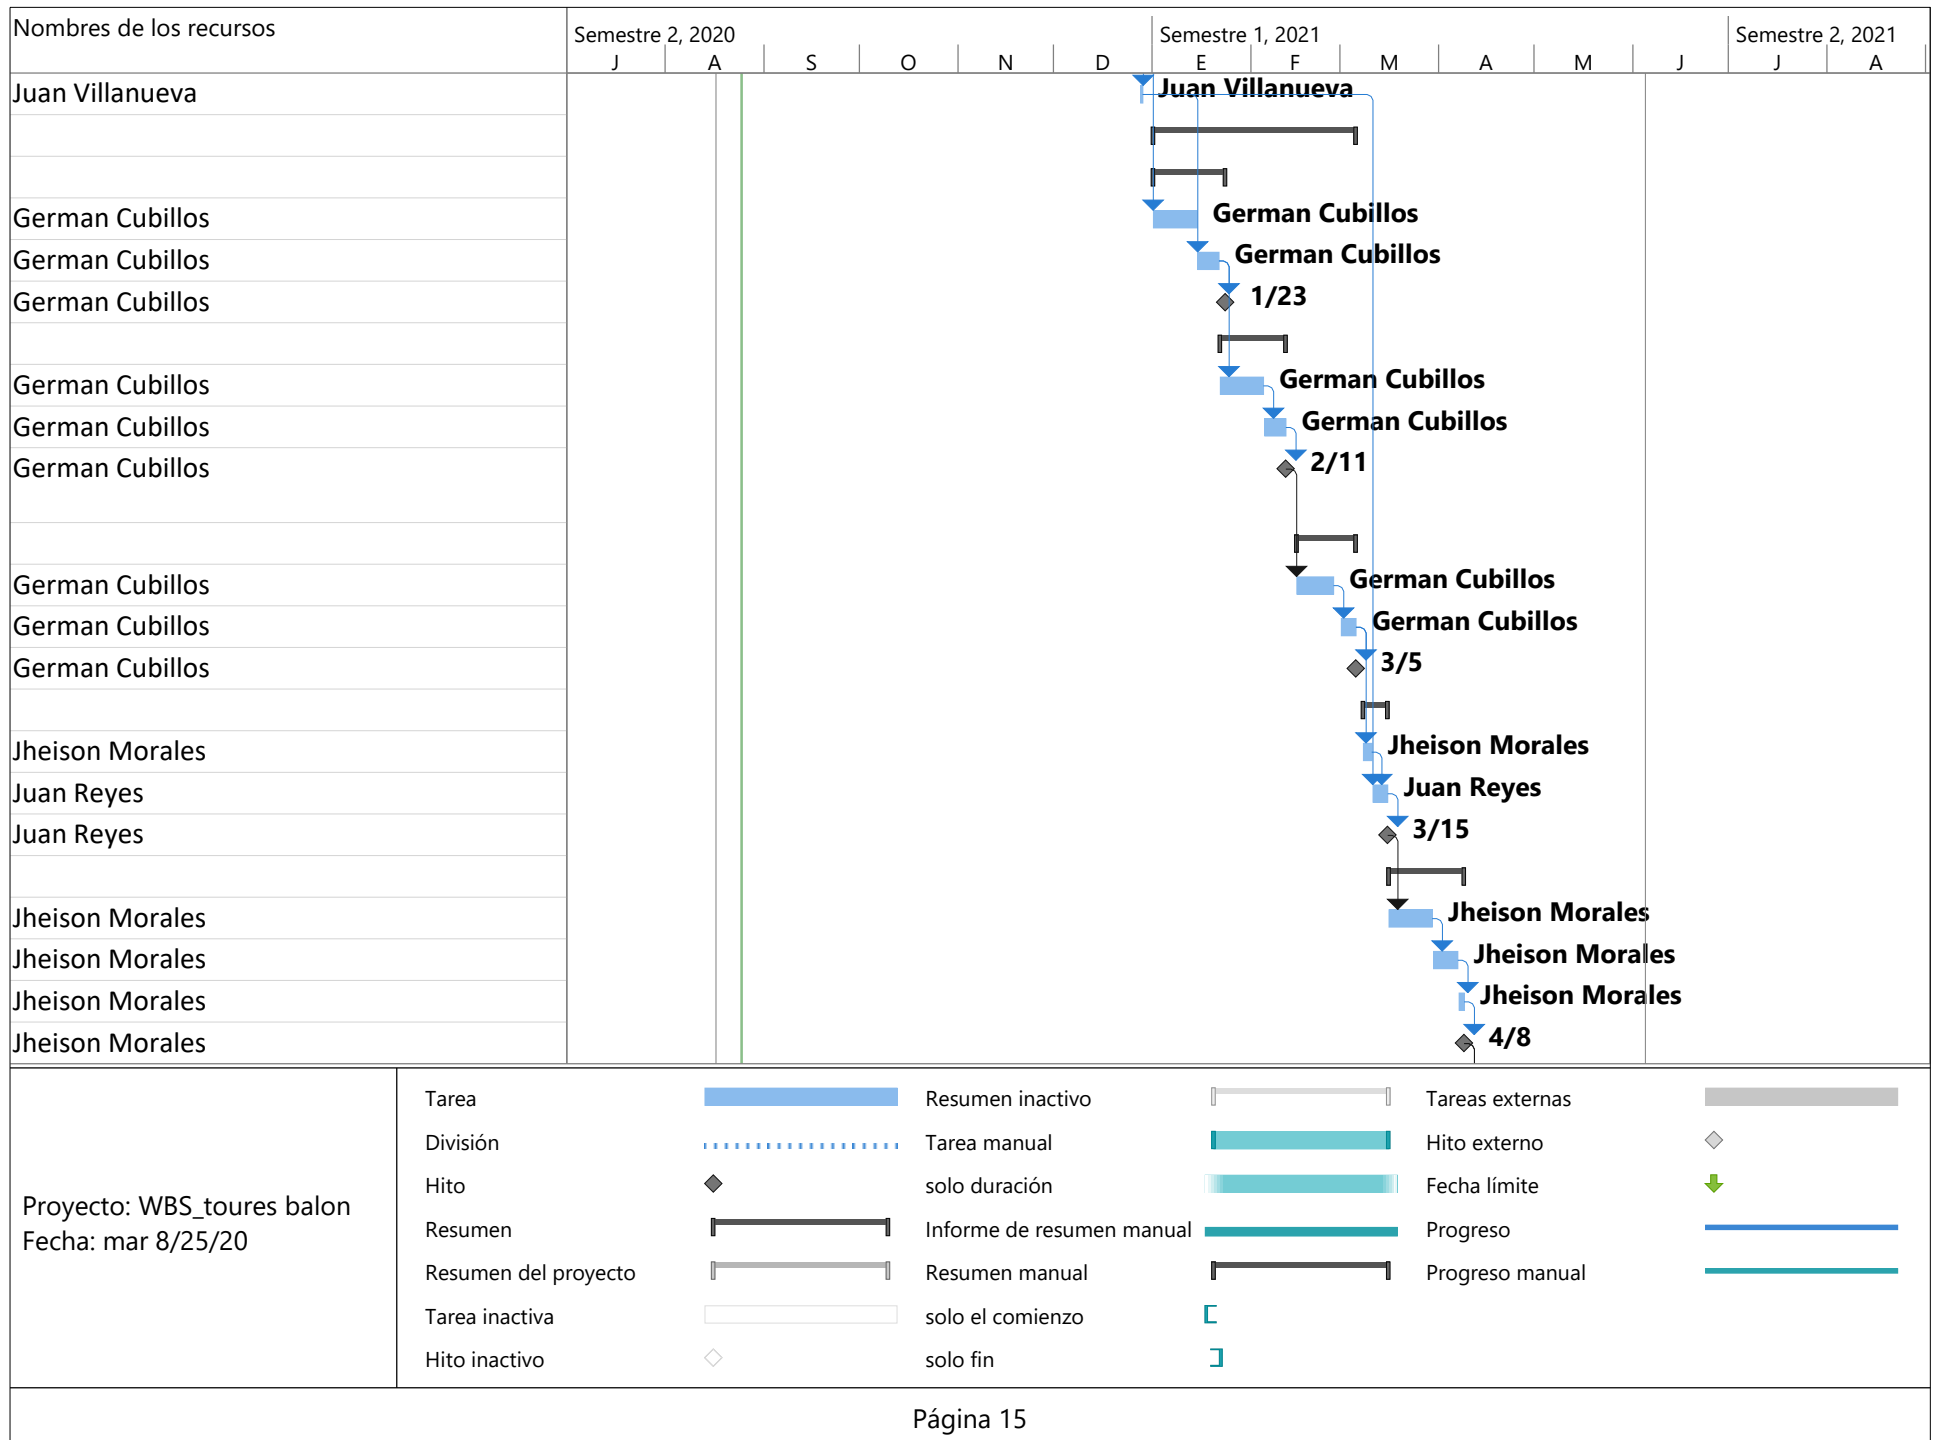 Nombres de los recursos
Semestre 2, 2020 Semestre 1, 2021 Semestre 2, 2021
J A S O N D E F M A M J J A
Juan Villanueva Juan Villanueva
German Cubillos German Cubillos
German Cubillos German Cubillos
German Cubillos 1/23
German Cubillos German Cubillos
German Cubillos German Cubillos
German Cubillos 2/11
German Cubillos German Cubillos
German Cubillos German Cubillos
German Cubillos 3/5
Jheison Morales Jheison Morales
Juan Reyes Juan Reyes
Juan Reyes 3/15
Jheison Morales Jheison Morales
Jheison Morales Jheison Morales
Jheison Morales Jheison Morales
Jheison Morales 4/8
Proyecto: WBS_toures balon
Fecha: mar 8/25/20
Tarea
División
Hito
Resumen
Resumen del proyecto
Tarea inactiva
Hito inactivo
Resumen inactivo
Tarea manual
solo duración
Informe de resumen manual
Resumen manual
solo el comienzo
solo fin
Tareas externas
Hito externo
Fecha límite
Progreso
Progreso manual
Página 15